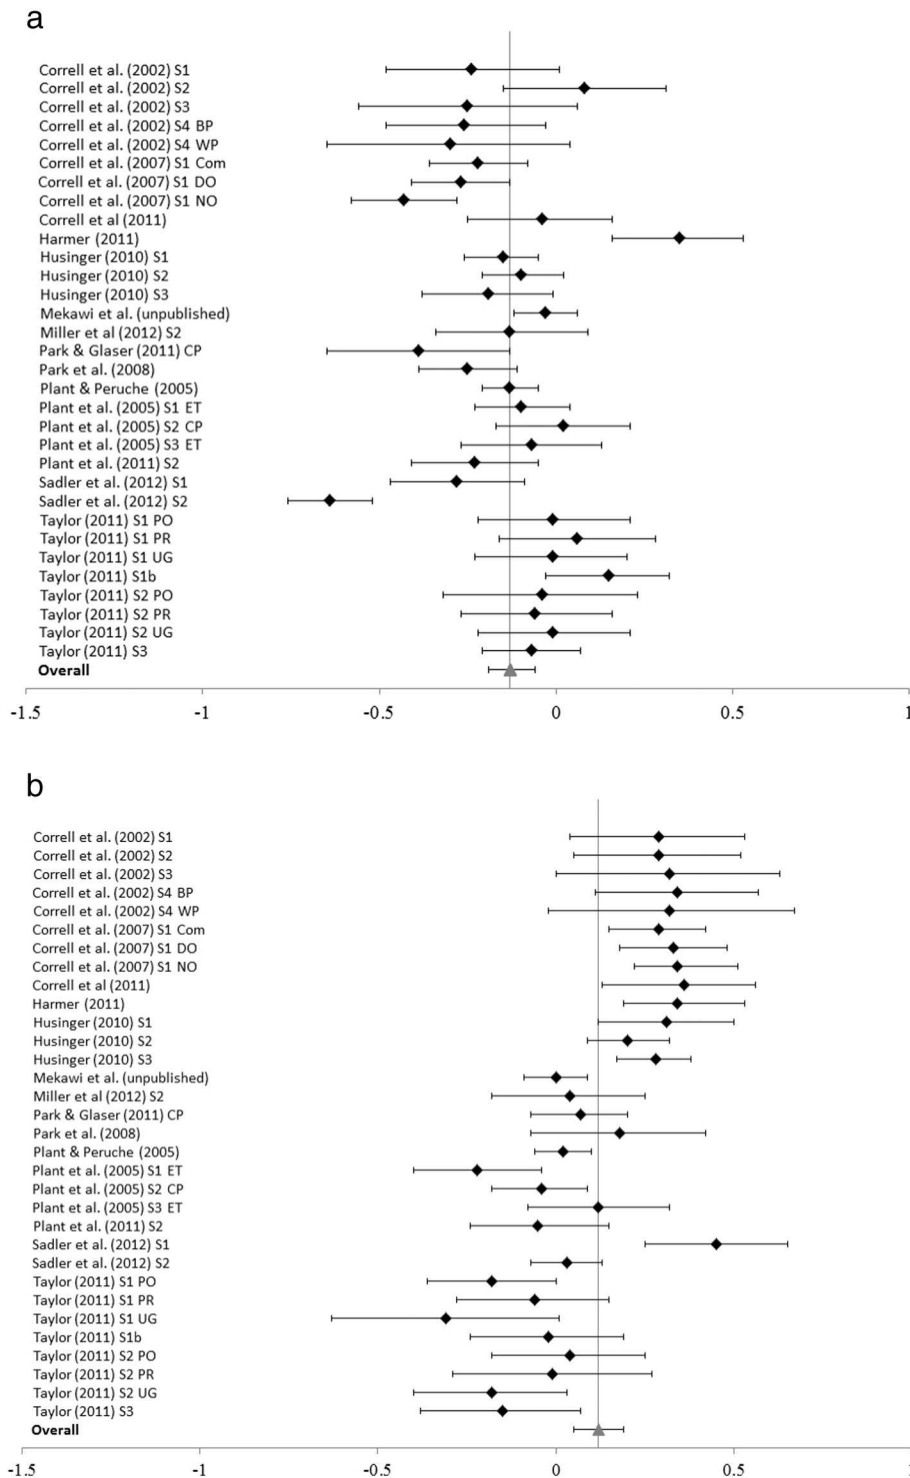 a
Correll et al. (2002) S1
Correll et al. (2002) S2
Correll et al. (2002) S3
Correll et al. (2002) S4 BP
Correll et al. (2002) S4 WP
Correll et al. (2007) S1 Com
Correll et al. (2007) S1 DO
Correll et al. (2007) S1 NO
Correll et al (2011)
Harmer (2011)
Husinger (2010) S1
Husinger (2010) S2
Husinger (2010) S3
Mekawi et al. (unpublished)
Miller et al (2012) S2
Park & Glaser (2011) CP
Park et al. (2008)
Plant & Peruche (2005)
Plant et al. (2005) S1 ET
Plant et al. (2005) S2 CP
Plant et al. (2005) S3 ET
Plant et al. (2011) S2
Sadler et al. (2012) S1
Sadler et al. (2012) S2
Taylor (2011) S1 PO
Taylor (2011) S1 PR
Taylor (2011) S1 UG
Taylor (2011) S1b
Taylor (2011) S2 PO
Taylor (2011) S2 PR
Taylor (2011) S2 UG
Taylor (2011) S3
Overall
-1.5 -1 -0.5 0 0.5 1
b
Correll et al. (2002) S1
Correll et al. (2002) S2
Correll et al. (2002) S3
Correll et al. (2002) S4 BP
Correll et al. (2002) S4 WP
Correll et al. (2007) S1 Com
Correll et al. (2007) S1 DO
Correll et al. (2007) S1 NO
Correll et al (2011)
Harmer (2011)
Husinger (2010) S1
Husinger (2010) S2
Husinger (2010) S3
Mekawi et al. (unpublished)
Miller et al (2012) S2
Park & Glaser (2011) CP
Park et al. (2008)
Plant & Peruche (2005)
Plant et al. (2005) S1 ET
Plant et al. (2005) S2 CP
Plant et al. (2005) S3 ET
Plant et al. (2011) S2
Sadler et al. (2012) S1
Sadler et al. (2012) S2
Taylor (2011) S1 PO
Taylor (2011) S1 PR
Taylor (2011) S1 UG
Taylor (2011) S1b
Taylor (2011) S2 PO
Taylor (2011) S2 PR
Taylor (2011) S2 UG
Taylor (2011) S3
Overall
-1.5 -1 -0.5 0 0.5